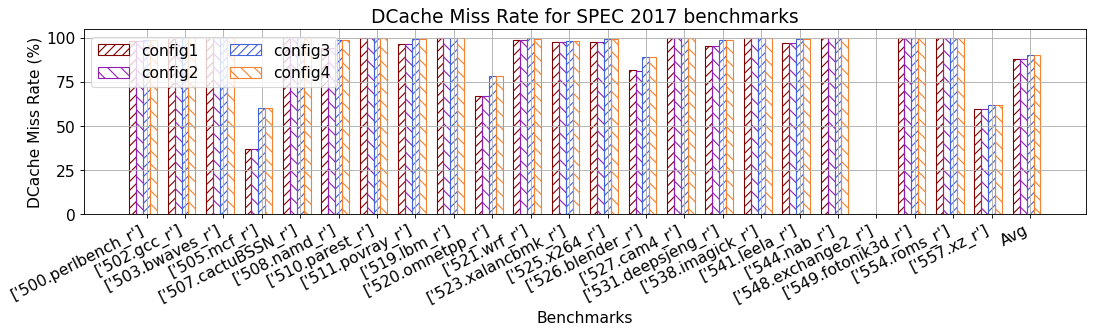 DCache Miss Rate for SPEC 2017 benchmarks
DCache Miss Rate (%)
100
75
50
25
0
config1
config2
config3
config4
['500.perlbench_r']
['502.gcc_r']
['503.bwaves_r']
['505.mcf_r']
['507.cactuBSSN_r']
['508.namd_r']
['510.parest_r']
['511.povray_r']
['519.lbm_r']
['520.omnetpp_r']
['521.wrf_r']
['523.xalancbmk_r']
['525.x264_r']
['526.blender_r']
['527.cam4_r']
['531.deepsjeng_r']
['538.imagick_r']
['541.leela_r']
['544.nab_r']
['548.exchange2_r']
['549.fotonik3d_r']
['554.roms_r']
['557.xz_r']
Avg
Benchmarks